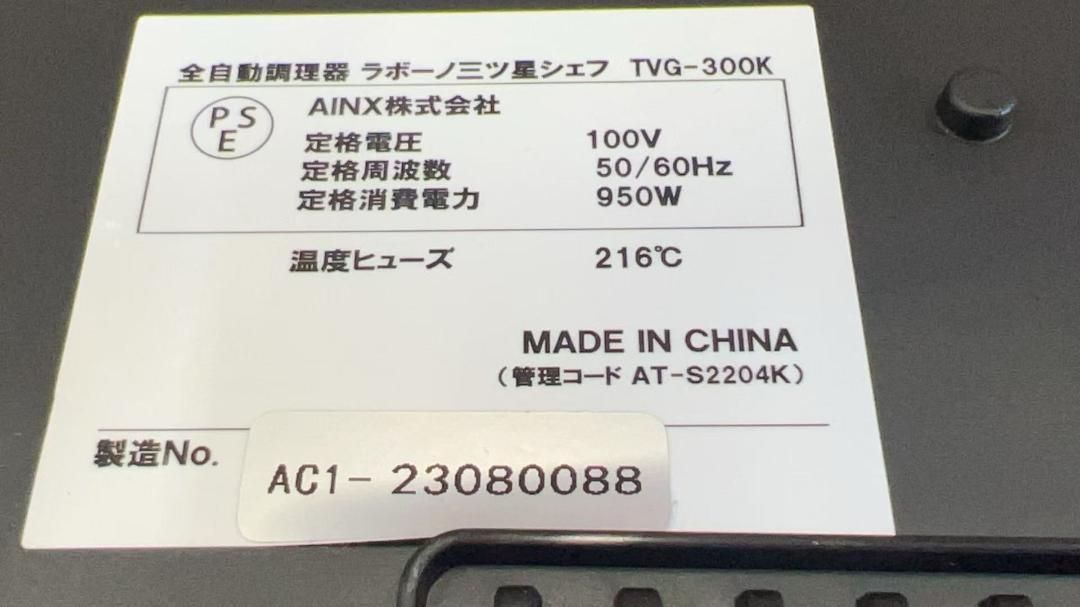 全自動調理器 ラボーノ三ツ星シェフ TVG-300K
PSE
AINX株式会社
定格電圧 100V
定格周波数 50/60Hz
定格消費電力 950W
温度ヒューズ 216℃
MADE IN CHINA
(管理コード AT-S2204K)
製造No. AC1- 23080088